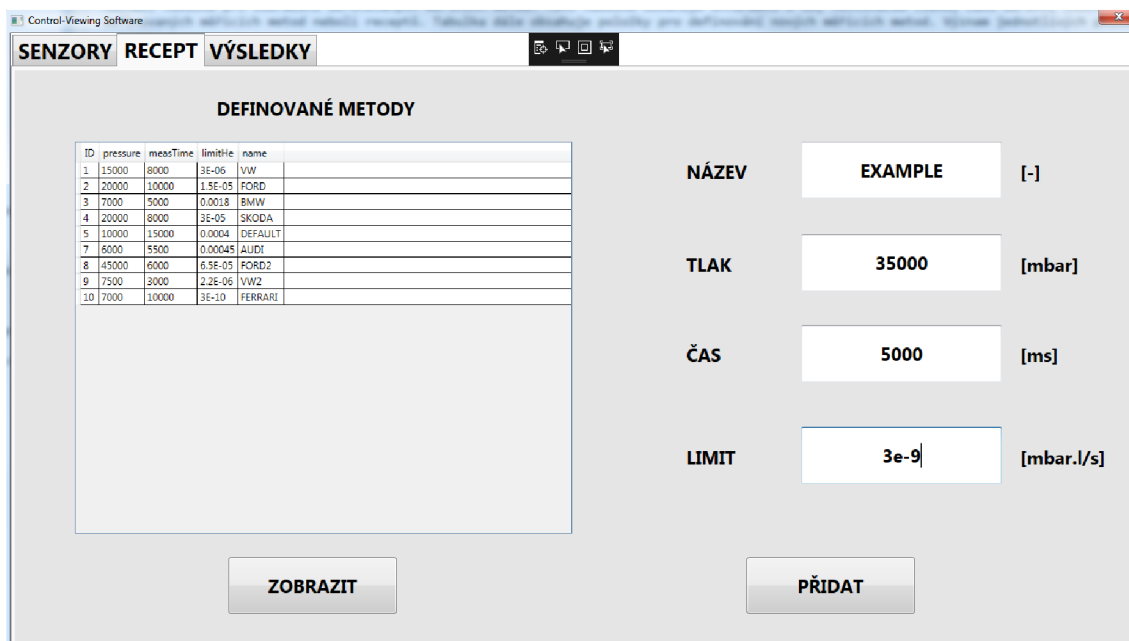 Control-Viewing Software
SENZORY RECEPT VÝSLEDKY
DEFINOVANÉ METODY
ID pressure measTime limitHe name
1 15000 8000 3E-06 VW
2 20000 10000 1.5E-05 FORD
3 7000 5000 0.0018 BMW
4 20000 8000 3E-05 SKODA
5 10000 15000 0.0004 DEFAULT
7 6000 5500 0.00045 AUDI
8 45000 6000 6.5E-05 FORD2
9 7500 3000 2.2E-06 VW2
10 7000 10000 3E-10 FERRARI
ZOBRAZIT
NÁZEV EXAMPLE [-]
TLAK 35000 [mbar]
ČAS 5000 [ms]
LIMIT 3e-9 [mbar.l/s]
PŘIDAT